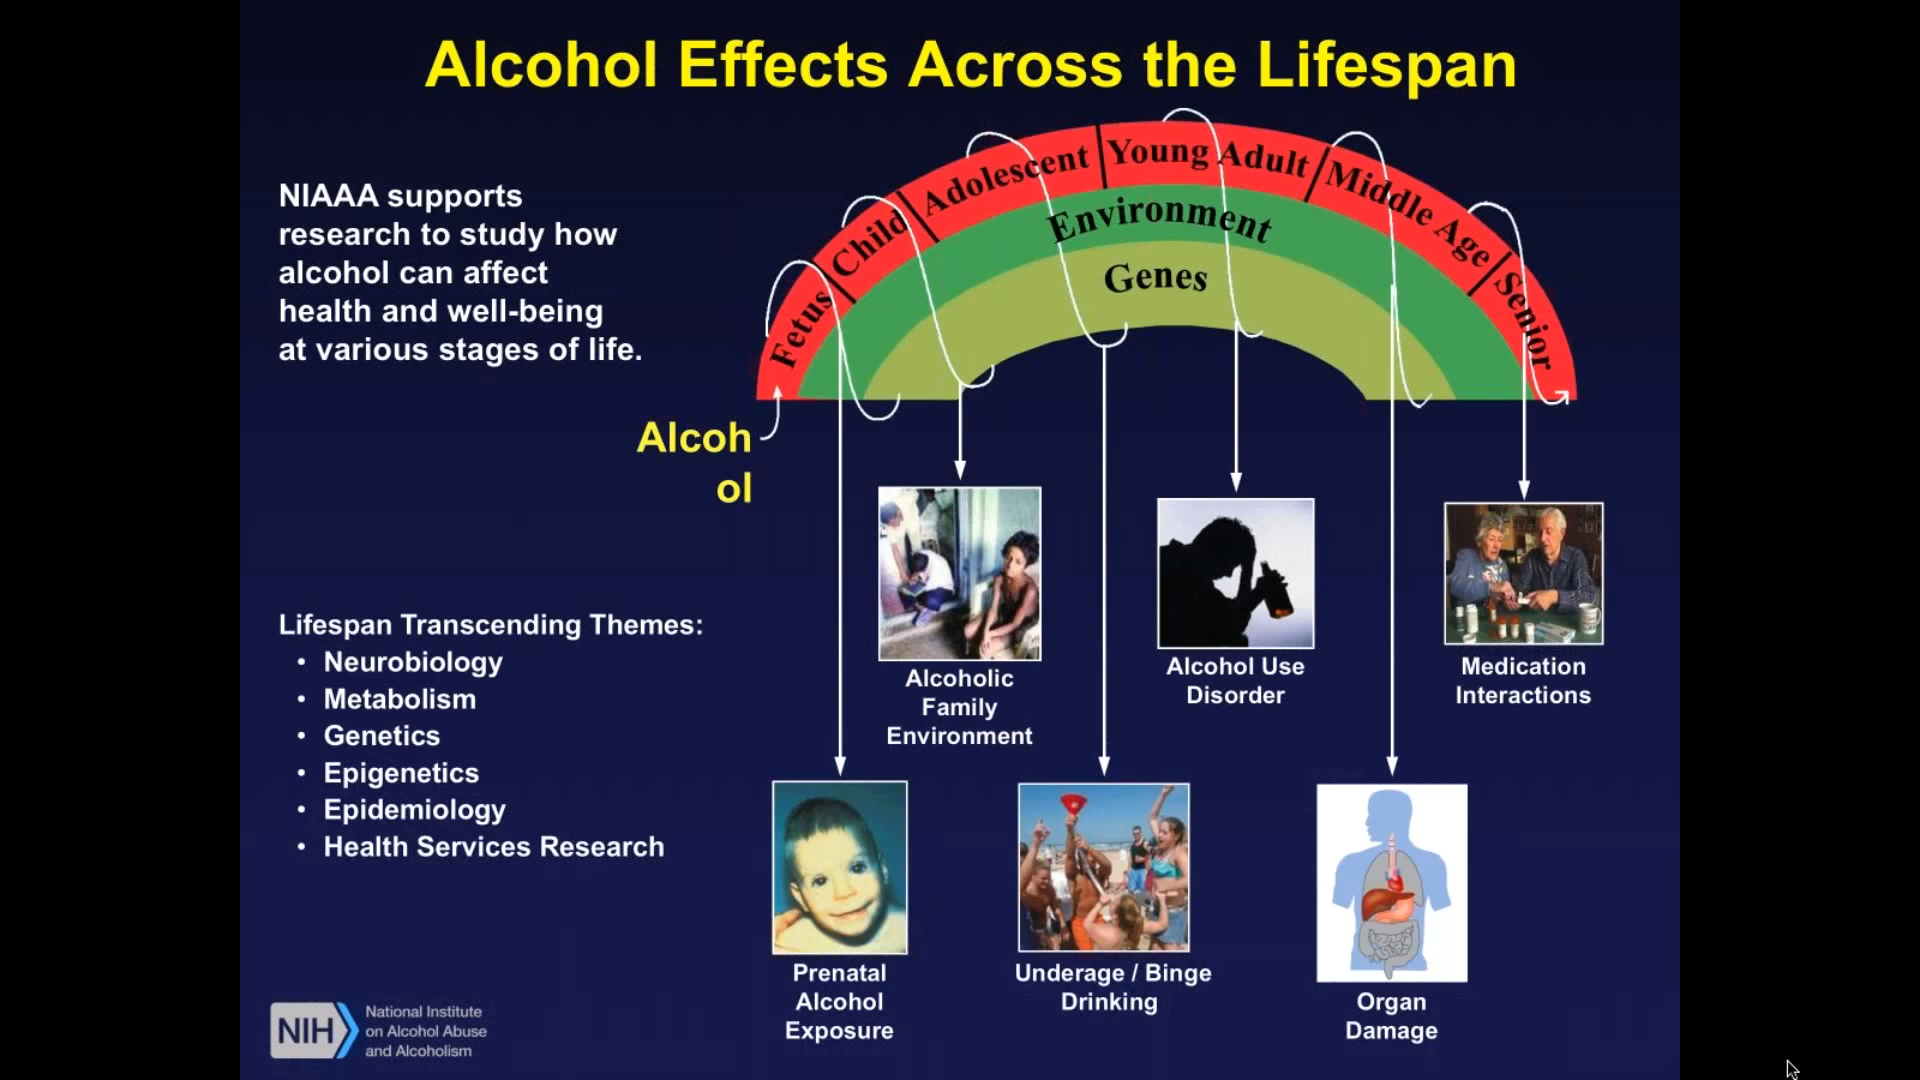 Alcohol Effects Across the Lifespan
NIAAA supports
research to study how
alcohol can affect
health and well-being
at various stages of life.
Fetus
Child
Adolescent
Young Adult
Middle Age
Senior
Environment
Genes
Alcoh
ol
Lifespan Transcending Themes:
• Neurobiology
• Metabolism
• Genetics
• Epigenetics
• Epidemiology
• Health Services Research
Alcoholic
Family
Environment
Alcohol Use
Disorder
Medication
Interactions
Prenatal
Alcohol
Exposure
Underage / Binge
Drinking
Organ
Damage
NIH
National Institute
on Alcohol Abuse
and Alcoholism